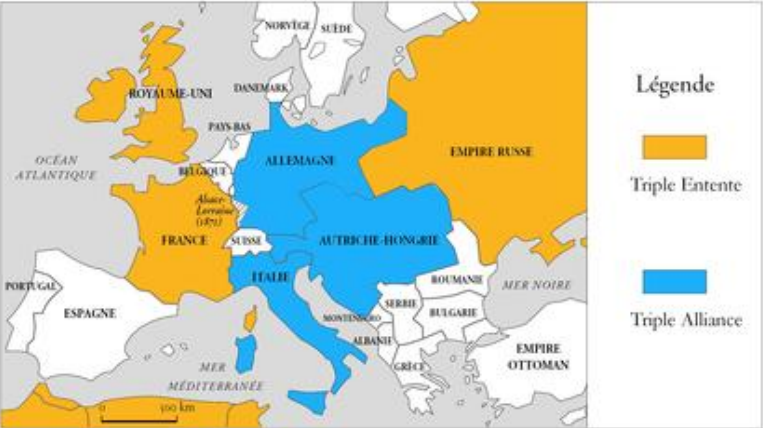 NORVÈGE
SUÈDE
DANEMARK
ROYAUME-UNI
PAYS-BAS
OCÉAN
ATLANTIQUE
BELGIQUE
ALLEMAGNE
EMPIRE RUSSE
Alsace-
Lorraine
(1871)
FRANCE
SUISSE
AUTRICHE-HONGRIE
ITALIE
ROUMANIE
MER NOIRE
PORTUGAL
ESPAGNE
SERBIE
MONTENEGRO
BULGARIE
ALBANIE
GRÈCE
EMPIRE
OTTOMAN
MER
MÉDITERRANÉE
0 500 km
Légende
Triple Entente
Triple Alliance